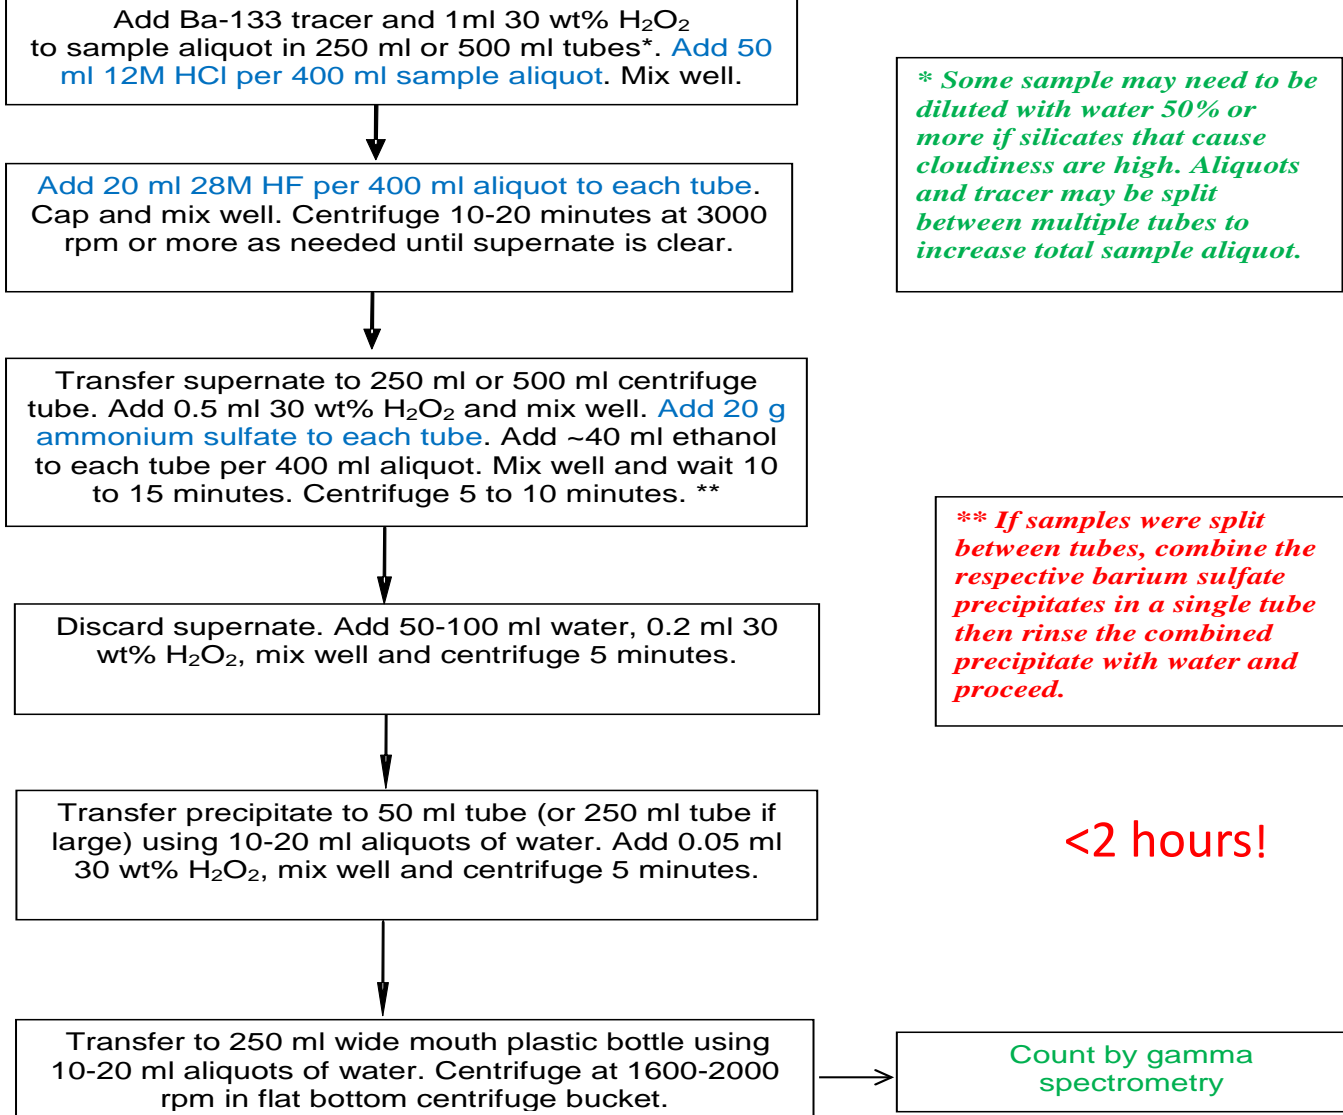 Add Ba-133 tracer and 1ml 30 wt% H₂O₂
to sample aliquot in 250 ml or 500 ml tubes*. Add 50
ml 12M HCl per 400 ml sample aliquot. Mix well.
* Some sample may need to be
diluted with water 50% or
more if silicates that cause
cloudiness are high. Aliquots
and tracer may be split
between multiple tubes to
increase total sample aliquot.
Add 20 ml 28M HF per 400 ml aliquot to each tube.
Cap and mix well. Centrifuge 10-20 minutes at 3000
rpm or more as needed until supernate is clear.
Transfer supernate to 250 ml or 500 ml centrifuge
tube. Add 0.5 ml 30 wt% H₂O₂ and mix well. Add 20 g
ammonium sulfate to each tube. Add ~40 ml ethanol
to each tube per 400 ml aliquot. Mix well and wait 10
to 15 minutes. Centrifuge 5 to 10 minutes. **
** If samples were split
between tubes, combine the
respective barium sulfate
precipitates in a single tube
then rinse the combined
precipitate with water and
proceed.
Discard supernate. Add 50-100 ml water, 0.2 ml 30
wt% H₂O₂, mix well and centrifuge 5 minutes.
Transfer precipitate to 50 ml tube (or 250 ml tube if
large) using 10-20 ml aliquots of water. Add 0.05 ml
30 wt% H₂O₂, mix well and centrifuge 5 minutes.
<2 hours!
Transfer to 250 ml wide mouth plastic bottle using
10-20 ml aliquots of water. Centrifuge at 1600-2000
rpm in flat bottom centrifuge bucket.
Count by gamma
spectrometry